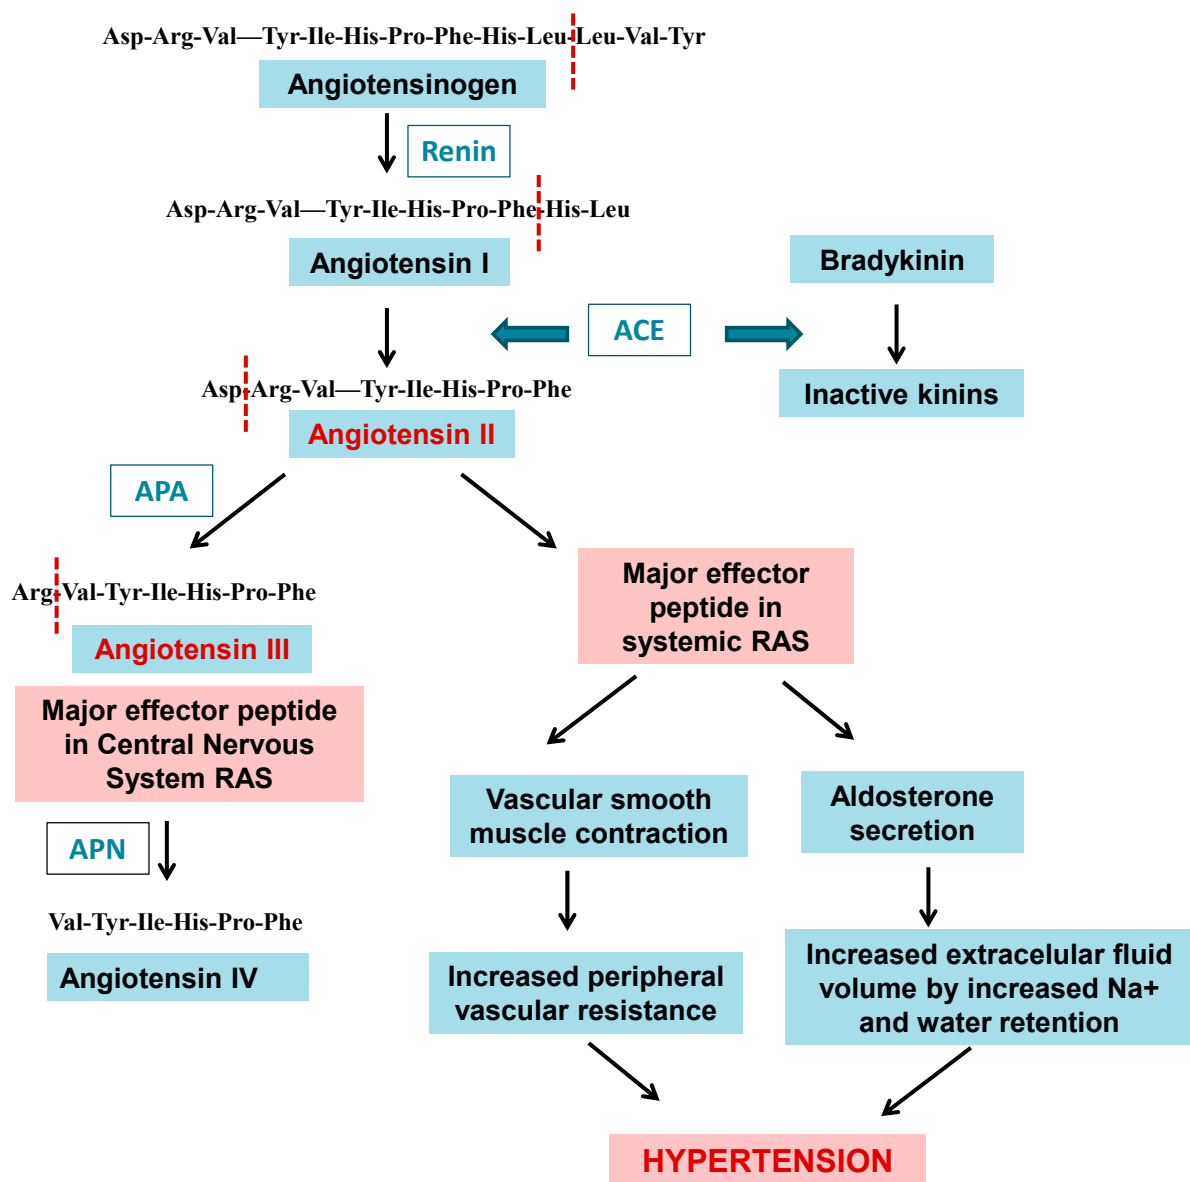 Asp-Arg-Val—Tyr-Ile-His-Pro-Phe-His-Leu-Leu-Val-Tyr
Angiotensinogen
Renin
Asp-Arg-Val—Tyr-Ile-His-Pro-Phe-His-Leu
Angiotensin I
Bradykinin
ACE
Asp-Arg-Val—Tyr-Ile-His-Pro-Phe
Inactive kinins
Angiotensin II
APA
Arg-Val-Tyr-Ile-His-Pro-Phe
Angiotensin III
Major effector peptide
in Central Nervous
System RAS
APN
Val-Tyr-Ile-His-Pro-Phe
Angiotensin IV
Major effector
peptide in
systemic RAS
Vascular smooth
muscle contraction
Aldosterone
secretion
Increased peripheral
vascular resistance
Increased extracelular fluid
volume by increased Na+
and water retention
HYPERTENSION